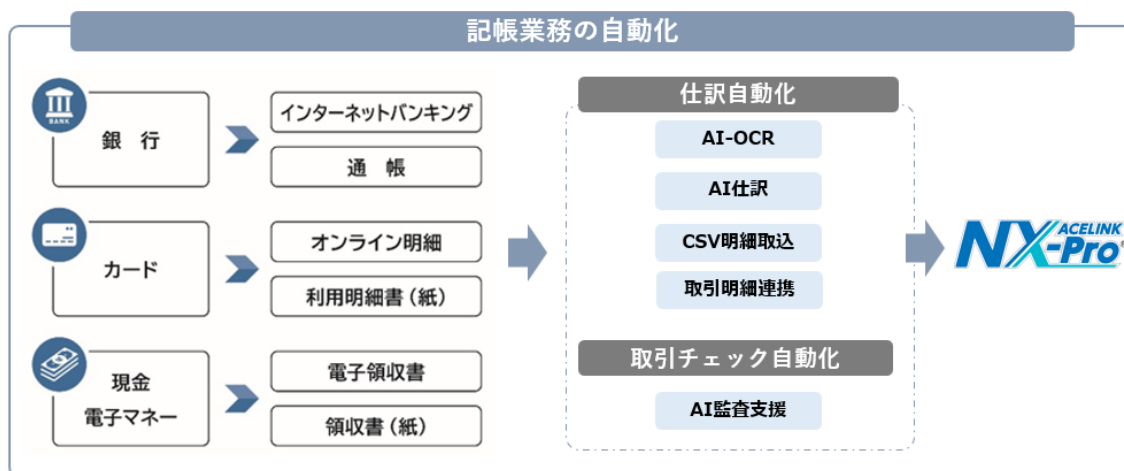 記帳業務の自動化
BANK
銀 行
インターネットバンキング
通 帳
カード
オンライン明細
利用明細書(紙)
現金
電子マネー
電子領収書
領収書(紙)
仕訳自動化
AI-OCR
AI仕訳
CSV明細取込
取引明細連携
取引チェック自動化
AI監査支援
ACELINK
NX-Pro®